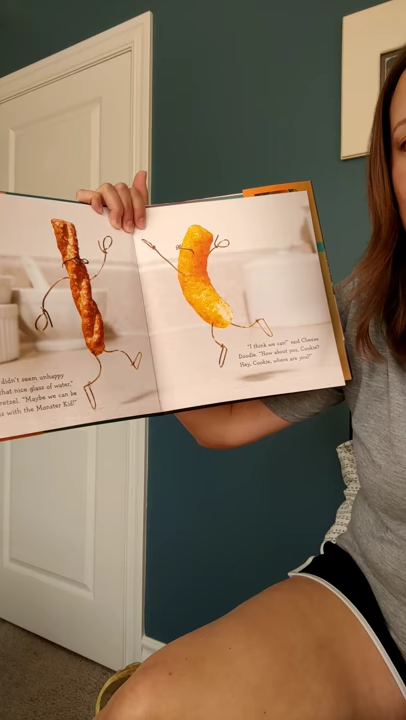 didn't seem unhappy
that nice glass of water,"
retzel. "Maybe we can be
s with the Monster Kid!"
"I think we can!" said Cheese
Doodle. "How about you, Cookie?
Hey, Cookie, where are you?"